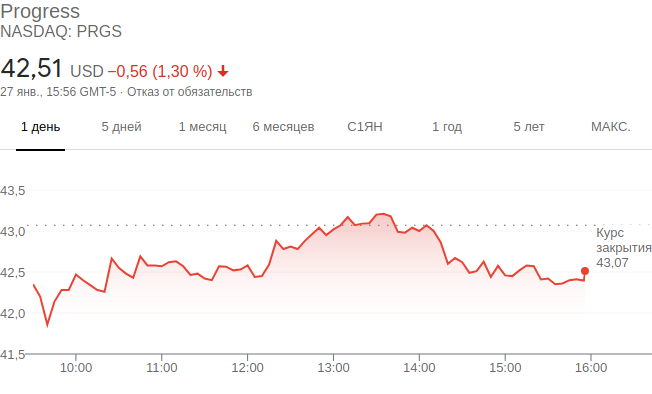 Progress
NASDAQ: PRGS
42,51 USD −0,56 (1,30 %)
27 янв., 15:56 GMT-5 · Отказ от обязательств
1 день 5 дней 1 месяц 6 месяцев С1ЯН 1 год 5 лет МАКС.
43,5
43,0
Курс
закрытия
43,07
42,5
42,0
41,5
10:00 11:00 12:00 13:00 14:00 15:00 16:00